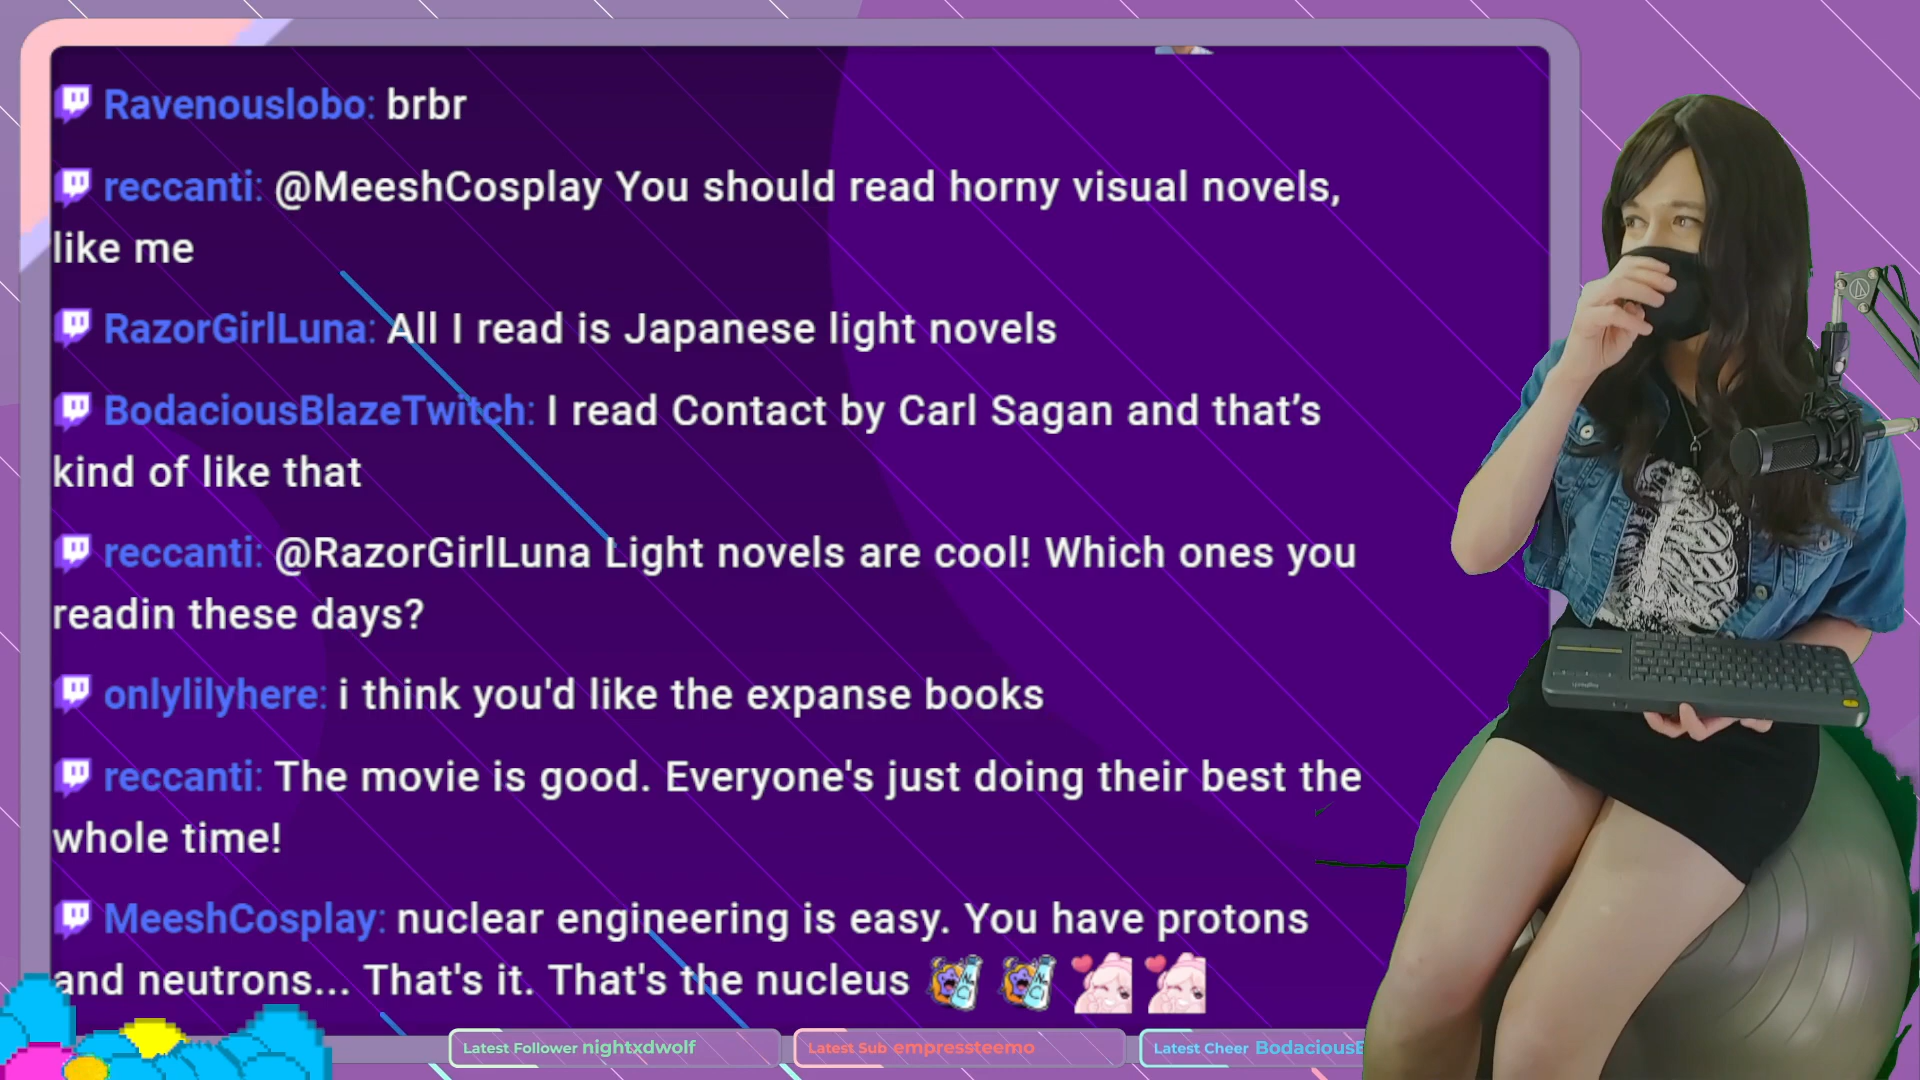 Ravenouslobo: brbr
reccanti: @MeeshCosplay You should read horny visual novels,
like me
RazorGirlLuna: All I read is Japanese light novels
BodaciousBlazeTwitch: I read Contact by Carl Sagan and that’s
kind of like that
reccanti: @RazorGirlLuna Light novels are cool! Which ones you
readin these days?
onlylilyhere: i think you'd like the expanse books
reccanti: The movie is good. Everyone's just doing their best the
whole time!
MeeshCosplay: nuclear engineering is easy. You have protons
and neutrons... That's it. That's the nucleus
Latest Follower nightxdwolf
Latest Sub empressteemo
Latest Cheer Bodacious